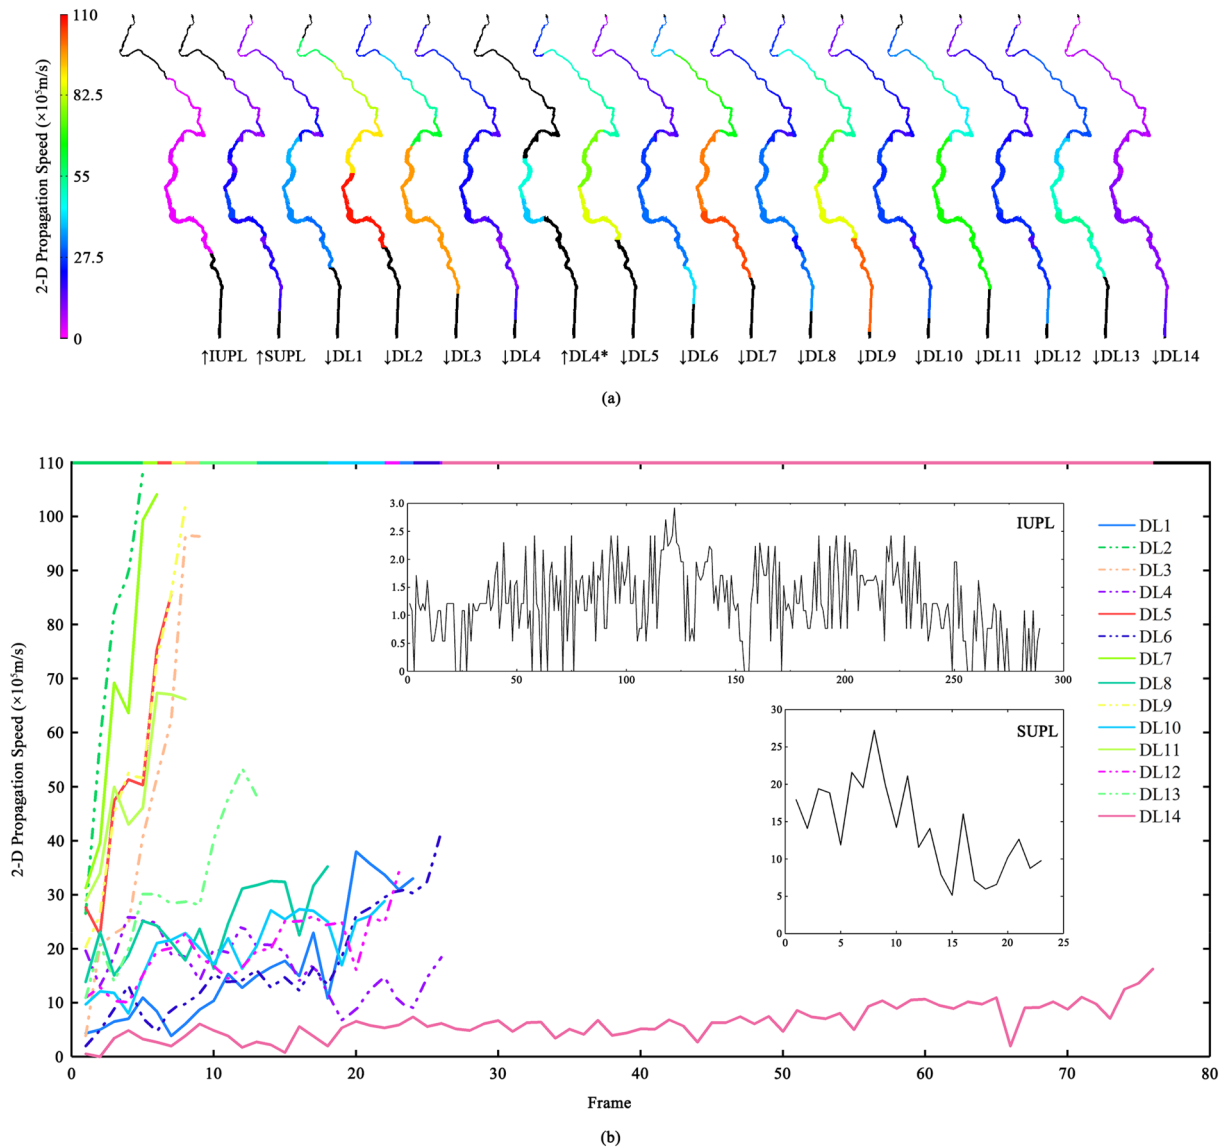 2-D Propagation Speed (×10⁵m/s)
110
82.5
55
27.5
0
↑IUPL ↑SUPL ↓DL1 ↓DL2 ↓DL3 ↓DL4 ↑DL4* ↓DL5 ↓DL6 ↓DL7 ↓DL8 ↓DL9 ↓DL10 ↓DL11 ↓DL12 ↓DL13 ↓DL14
(a)
2-D Propagation Speed (×10⁵m/s)
110
100
90
80
70
60
50
40
30
20
10
0
0 10 20 30 40 50 60 70 80
Frame
IUPL
3.0
2.5
2.0
1.5
1.0
0.5
0
0 50 100 150 200 250 300
SUPL
30
25
20
15
10
5
0
0 5 10 15 20 25
DL1
DL2
DL3
DL4
DL5
DL6
DL7
DL8
DL9
DL10
DL11
DL12
DL13
DL14
(b)